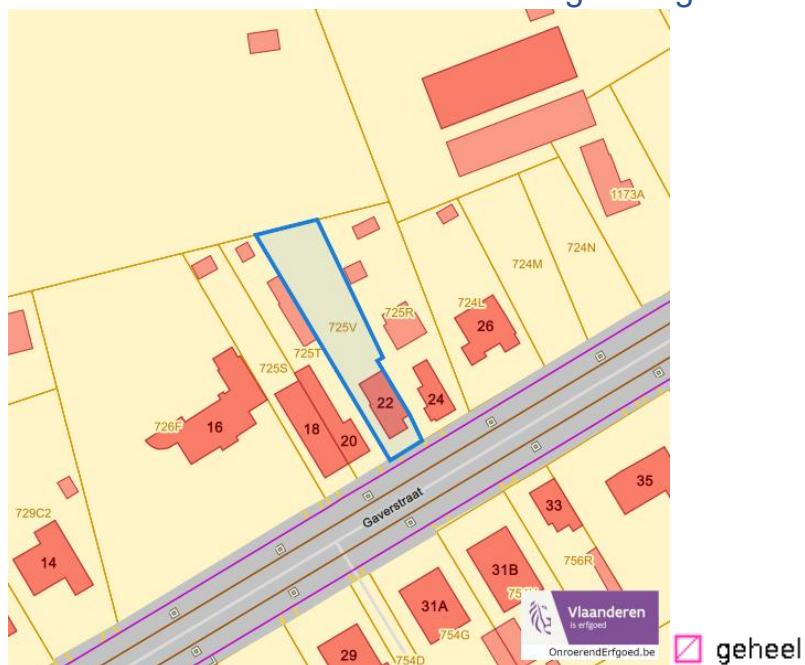 1173A
724N
724M
724L
26
725R
725V
725T
725S
24
22
20
18
16
726F
729C2
14
Gaverstraat
35
33
756R
31B
31A
754G
29
754D
Vlaanderen
is erfgoed
OnroerendErfgoed.be
geheel